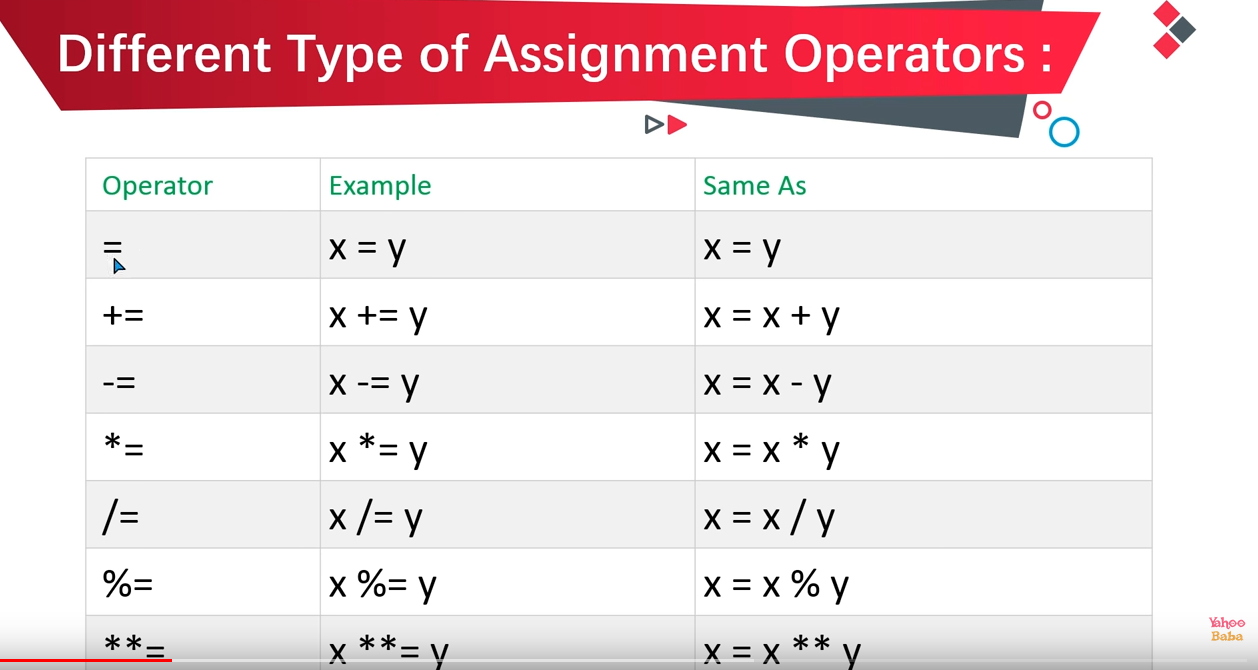 Different Type of Assignment Operators :
Operator Example Same As
= x = y x = y
+= x += y x = x + y
-= x -= y x = x - y
*= x *= y x = x * y
/= x /= y x = x / y
%= x %= y x = x % y
**= x **= y x = x ** y
Yahoo
Baba